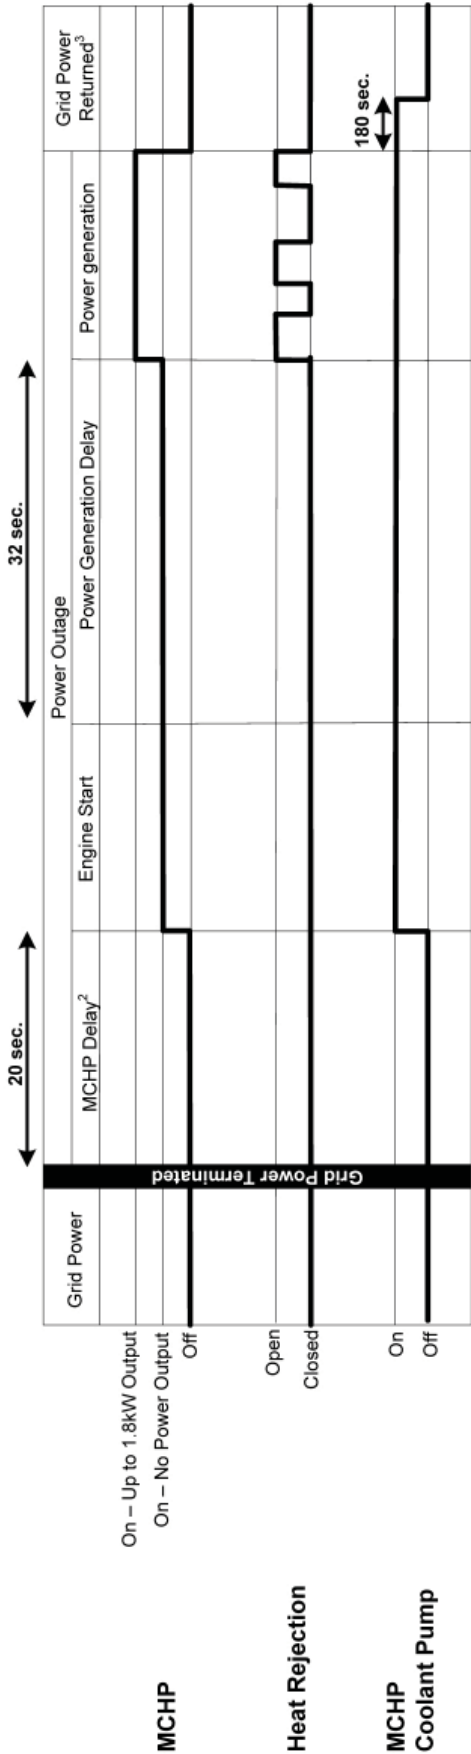 20 sec.
32 sec.
Power Outage
Grid Power
MCHP Delay2
Engine Start
Power Generation Delay
Power generation
Grid Power
Returned3
Grid Power Terminated
MCHP
On – Up to 1.8kW Output
On – No Power Output
Off
Heat Rejection
Open
Closed
180 sec.
MCHP
Coolant Pump
On
Off